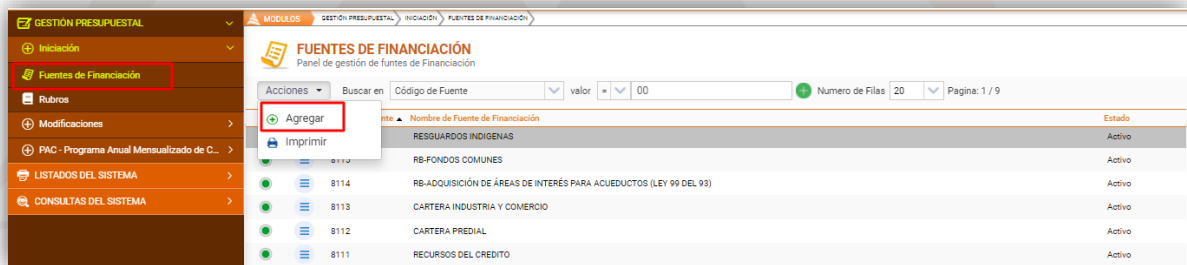 GESTIÓN PRESUPUESTAL
Iniciación
Fuentes de Financiación
Rubros
Modificaciones
PAC - Programa Anual Mensualizado de C...
LISTADOS DEL SISTEMA
CONSULTAS DEL SISTEMA
MODULOS GESTIÓN PRESUPUESTAL INICIACIÓN FUENTES DE FINANCIACIÓN
FUENTES DE FINANCIACIÓN
Panel de gestión de funtes de Financiación
Acciones Buscar en Código de Fuente valor = 00 Numero de Filas 20 Pagina: 1 / 9
Agregar
Imprimir
nte Nombre de Fuente de Financiación Estado
RESGUARDOS INDIGENAS Activo
8115 RB-FONDOS COMUNES Activo
8114 RB-ADQUISICIÓN DE ÁREAS DE INTERÉS PARA ACUEDUCTOS (LEY 99 DEL 93) Activo
8113 CARTERA INDUSTRIA Y COMERCIO Activo
8112 CARTERA PREDIAL Activo
8111 RECURSOS DEL CREDITO Activo